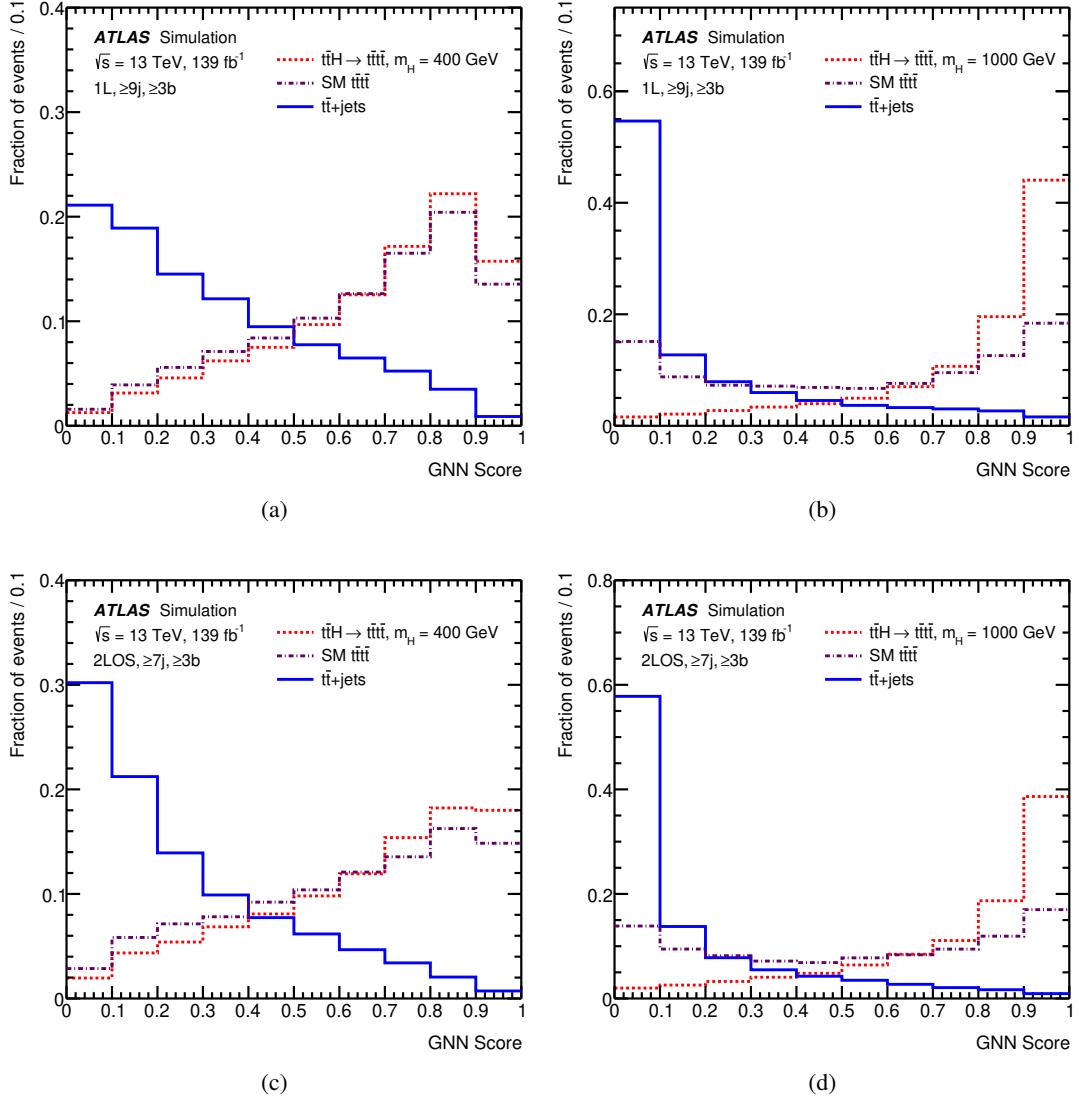 Fraction of events / 0.1
0.4
0.3
0.2
0.1
0
ATLAS Simulation
√s = 13 TeV, 139 fb⁻¹
1L, ≥9j, ≥3b
tt̄H → tt̄tt̄, m_H = 400 GeV
SM tt̄tt̄
tt̄+jets
0 0.1 0.2 0.3 0.4 0.5 0.6 0.7 0.8 0.9 1
GNN Score
(a)
Fraction of events / 0.1
0.6
0.4
0.2
0
ATLAS Simulation
√s = 13 TeV, 139 fb⁻¹
1L, ≥9j, ≥3b
tt̄H → tt̄tt̄, m_H = 1000 GeV
SM tt̄tt̄
tt̄+jets
0 0.1 0.2 0.3 0.4 0.5 0.6 0.7 0.8 0.9 1
GNN Score
(b)
Fraction of events / 0.1
0.4
0.3
0.2
0.1
0
ATLAS Simulation
√s = 13 TeV, 139 fb⁻¹
2LOS, ≥7j, ≥3b
tt̄H → tt̄tt̄, m_H = 400 GeV
SM tt̄tt̄
tt̄+jets
0 0.1 0.2 0.3 0.4 0.5 0.6 0.7 0.8 0.9 1
GNN Score
(c)
Fraction of events / 0.1
0.8
0.6
0.4
0.2
0
ATLAS Simulation
√s = 13 TeV, 139 fb⁻¹
2LOS, ≥7j, ≥3b
tt̄H → tt̄tt̄, m_H = 1000 GeV
SM tt̄tt̄
tt̄+jets
0 0.1 0.2 0.3 0.4 0.5 0.6 0.7 0.8 0.9 1
GNN Score
(d)